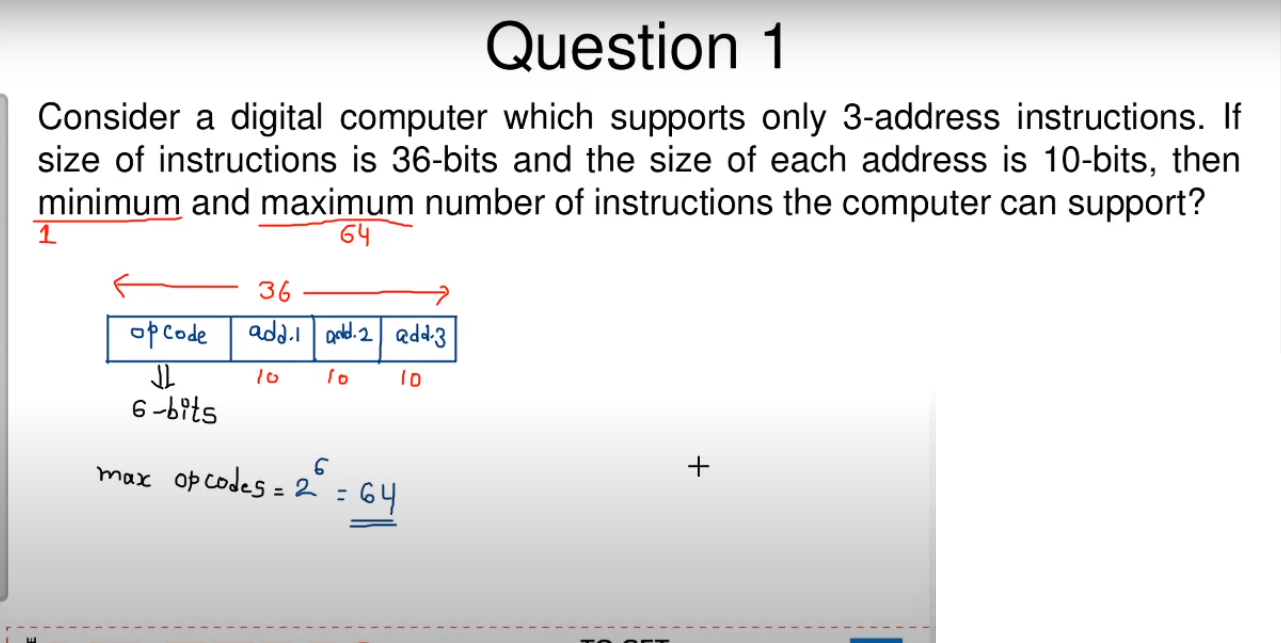 Question 1
Consider a digital computer which supports only 3-address instructions. If
size of instructions is 36-bits and the size of each address is 10-bits, then
minimum and maximum number of instructions the computer can support?
1 64
36
opcode add.1 add.2 add.3
10 10 10
6-bits
max opcodes = 2^6 = 64
+